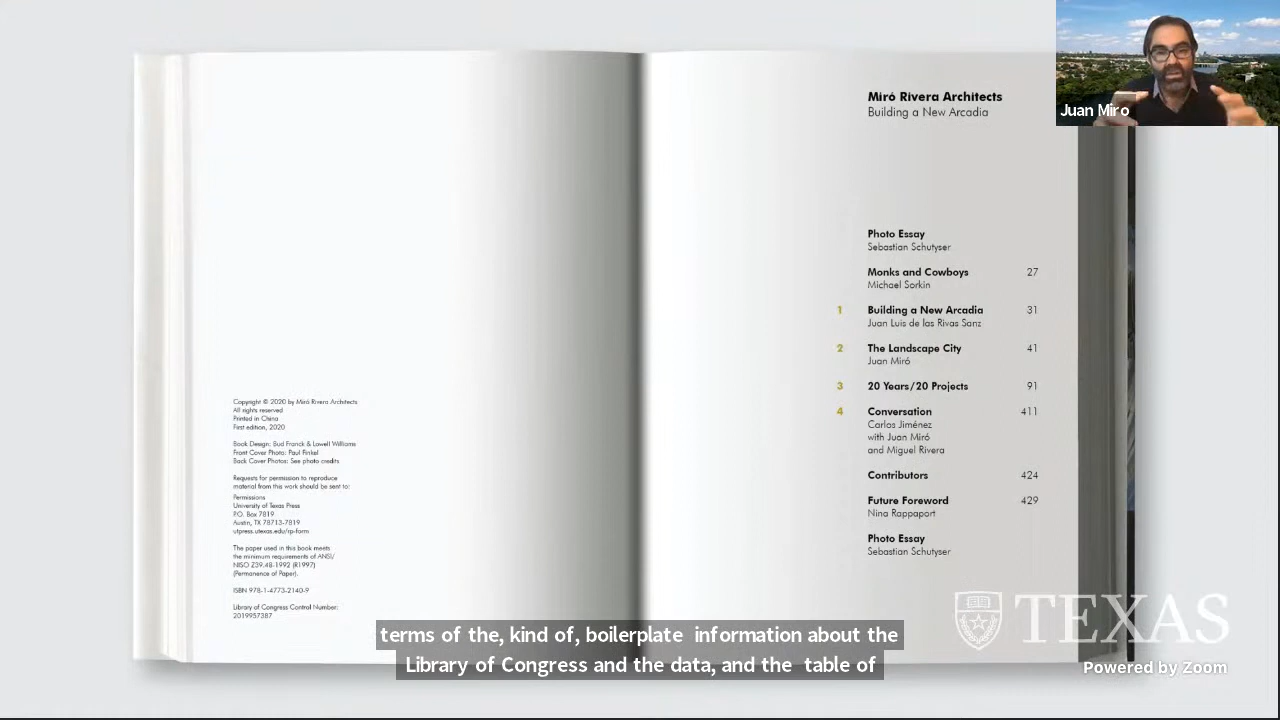 Copyright © 2020 by Miró Rivera Architects
All rights reserved
Printed in China
First edition, 2020
Book Design: Bud Franck & Lowell Williams
Front Cover Photo: Paul Finkel
Back Cover Photos: See photo credits
Requests for permission to reproduce
material from this work should be sent to:
Permissions
University of Texas Press
P.O. Box 7819
Austin, TX 78713-7819
utpress.utexas.edu/rp-form
The paper used in this book meets
the minimum requirements of ANSI/
NISO Z39.48-1992 (R1997)
(Permanence of Paper).
ISBN 978-1-4773-2140-9
Library of Congress Control Number:
2019957387
Miró Rivera Architects
Building a New Arcadia
Photo Essay
Sebastian Schutyser
Monks and Cowboys 27
Michael Sorkin
1 Building a New Arcadia 31
Juan Luis de las Rivas Sanz
2 The Landscape City 41
Juan Miró
3 20 Years/20 Projects 91
4 Conversation 411
Carlos Jiménez
with Juan Miró
and Miguel Rivera
Contributors 424
Future Foreword 429
Nina Rappaport
Photo Essay
Sebastian Schutyser
Juan Miro
TEXAS
Powered by Zoom
terms of the, kind of, boilerplate information about the
Library of Congress and the data, and the table of